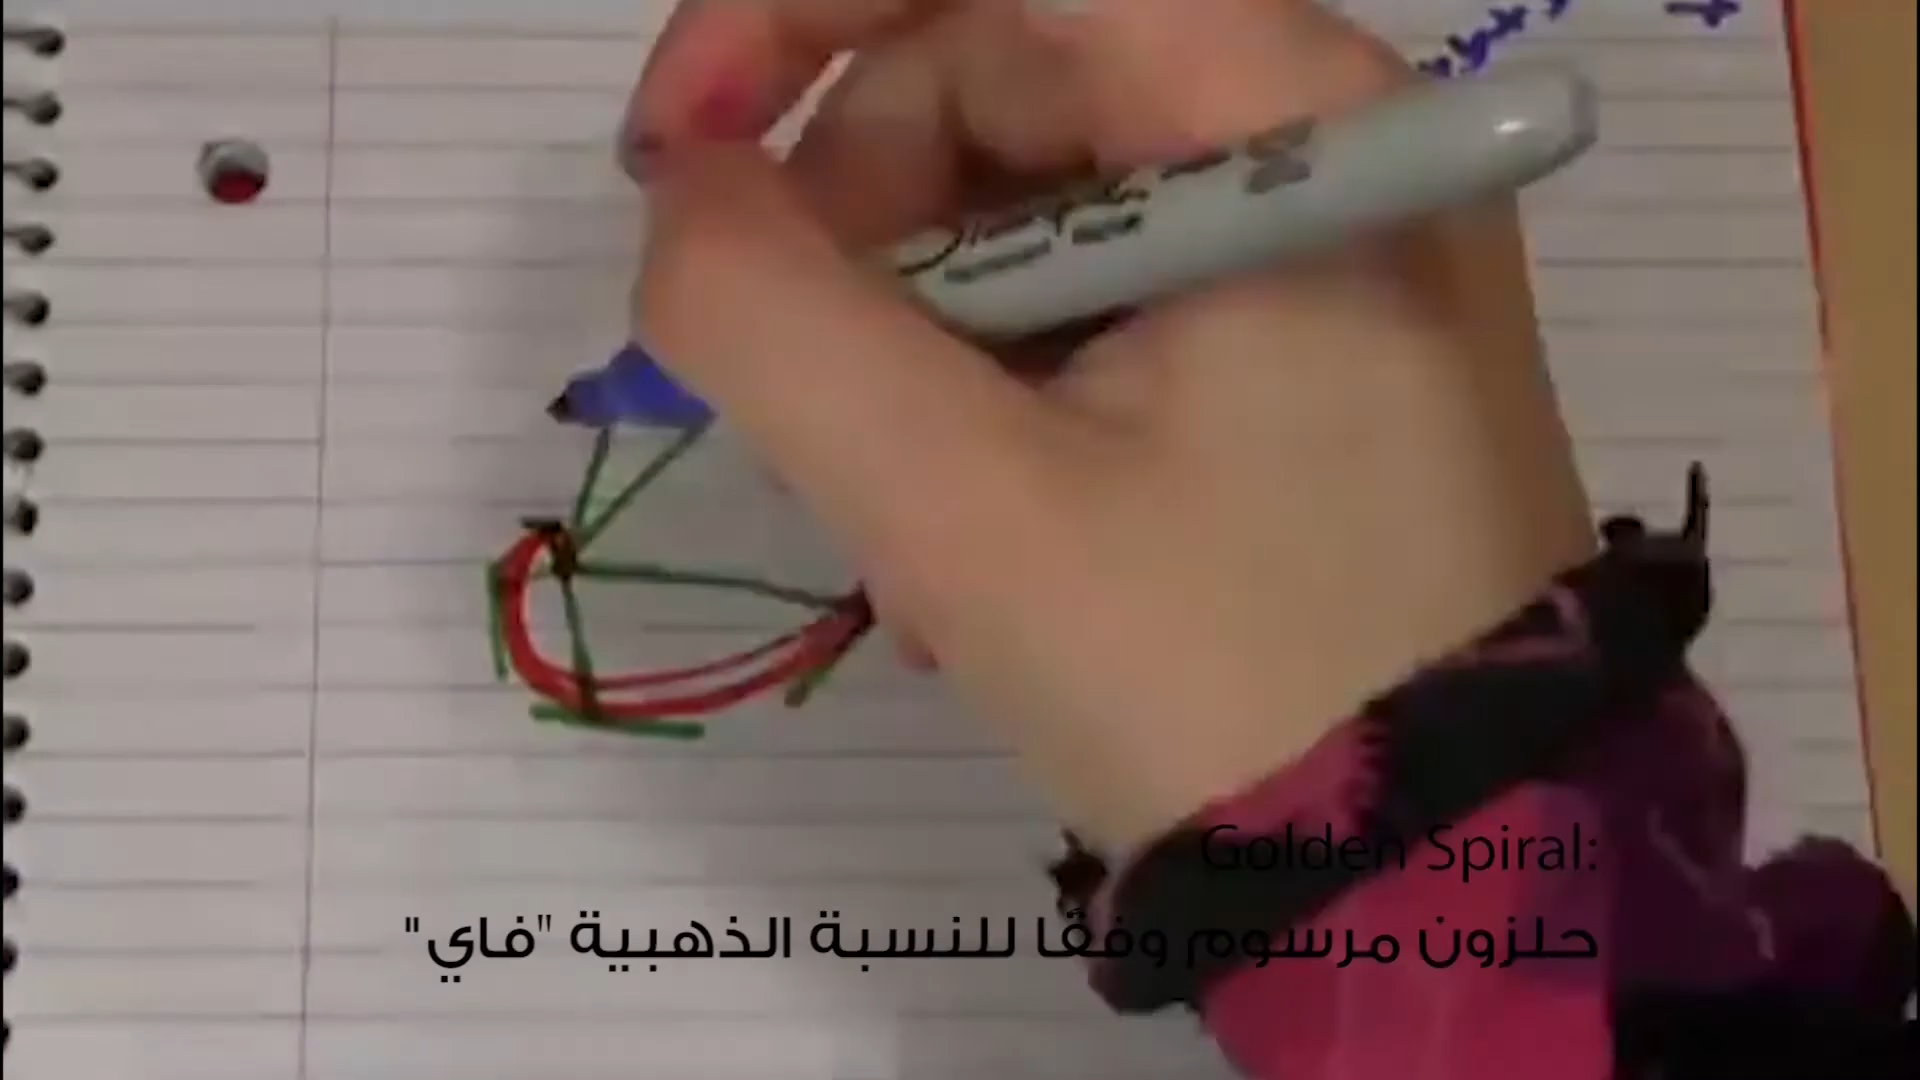 Golden Spiral:
حلزون مرسوم وفقًا للنسبة الذهبية "فاي"